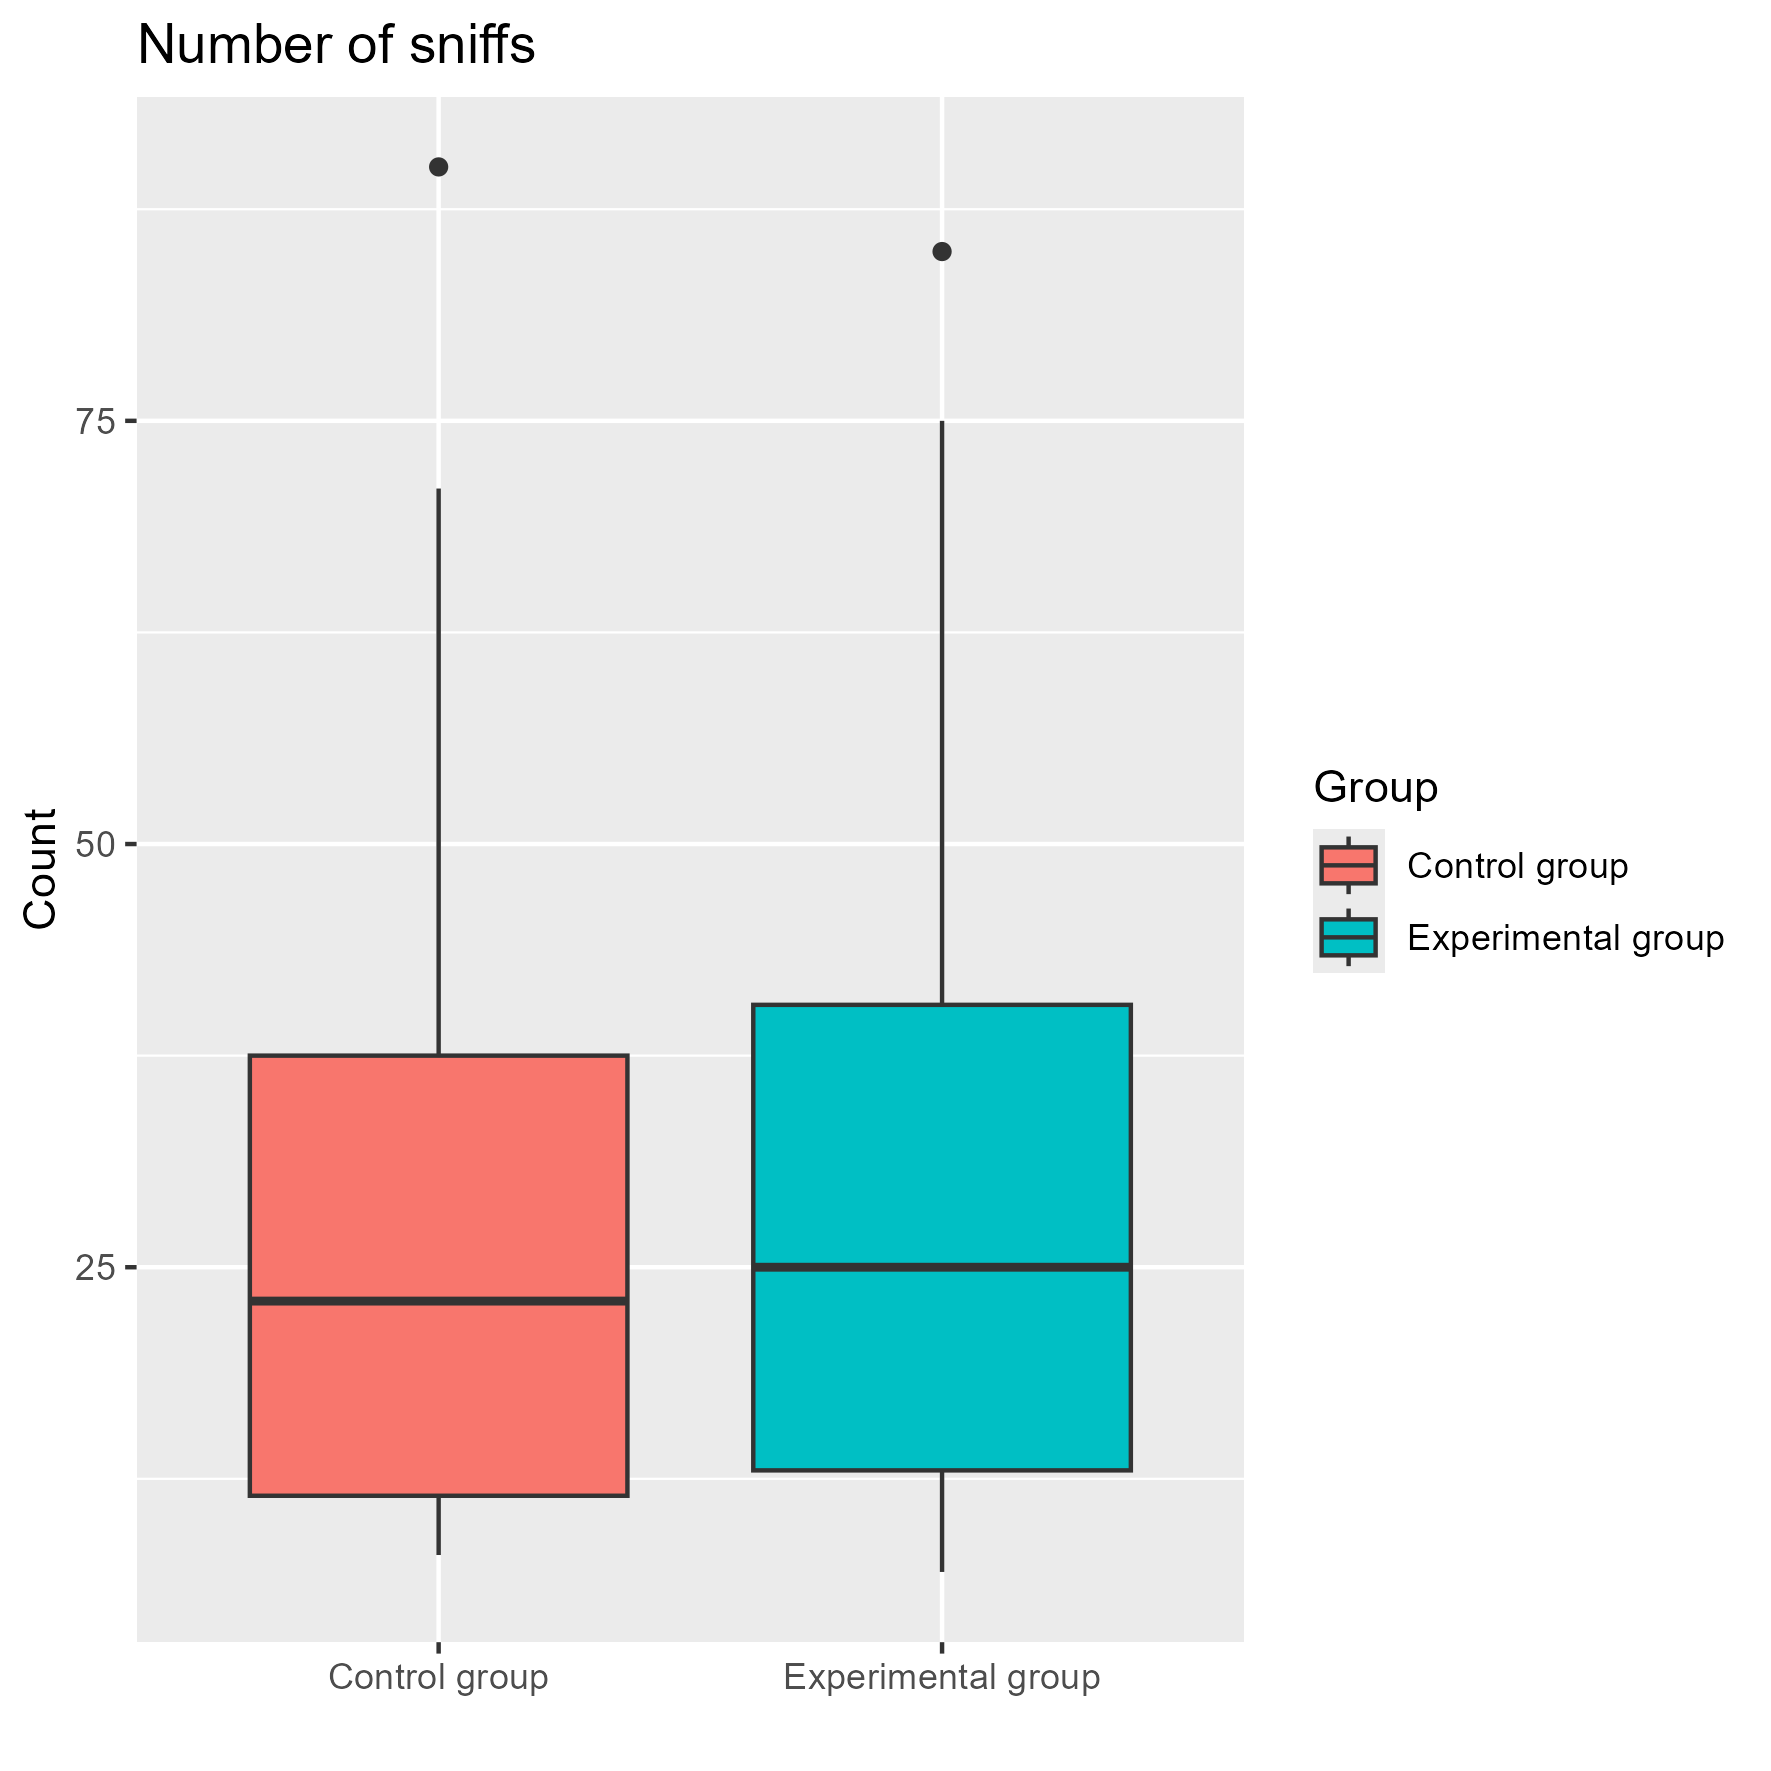 Number of sniffs
Count
75
50
25
Control group
Experimental group
Group
Control group
Experimental group